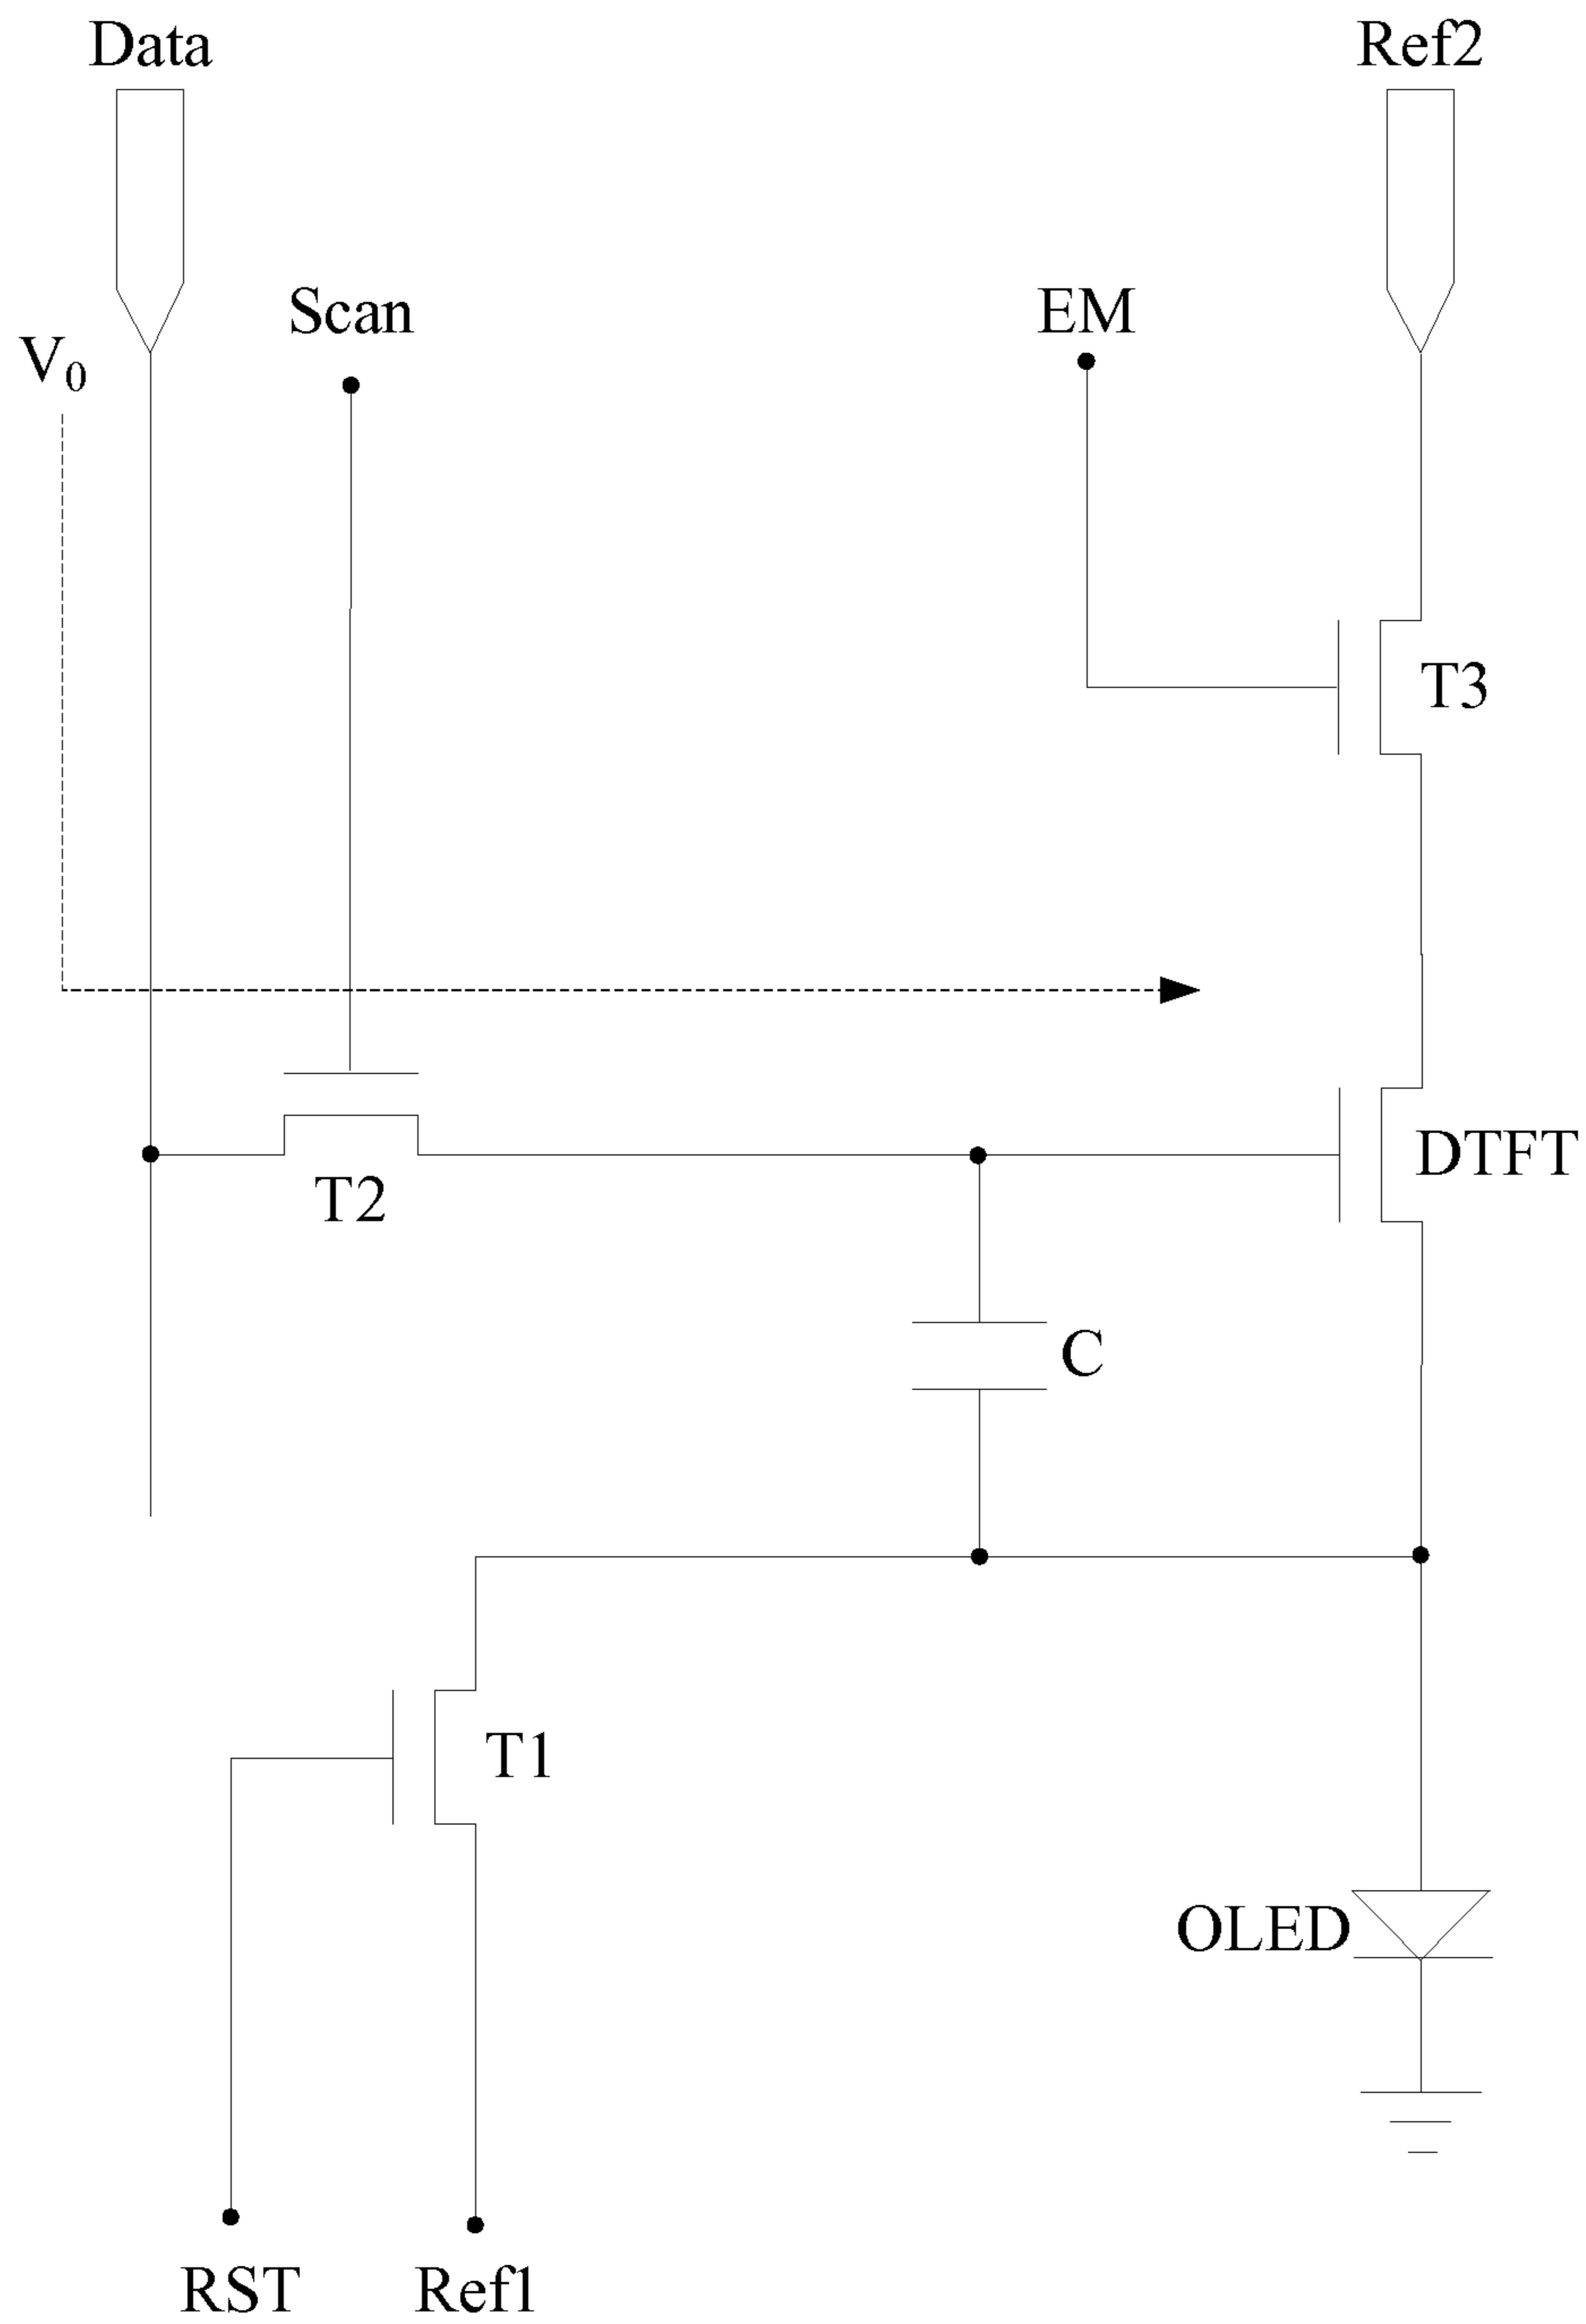 Data
Ref2
Scan
EM
V₀
T3
DTFT
T2
C
T1
OLED
RST
Ref1